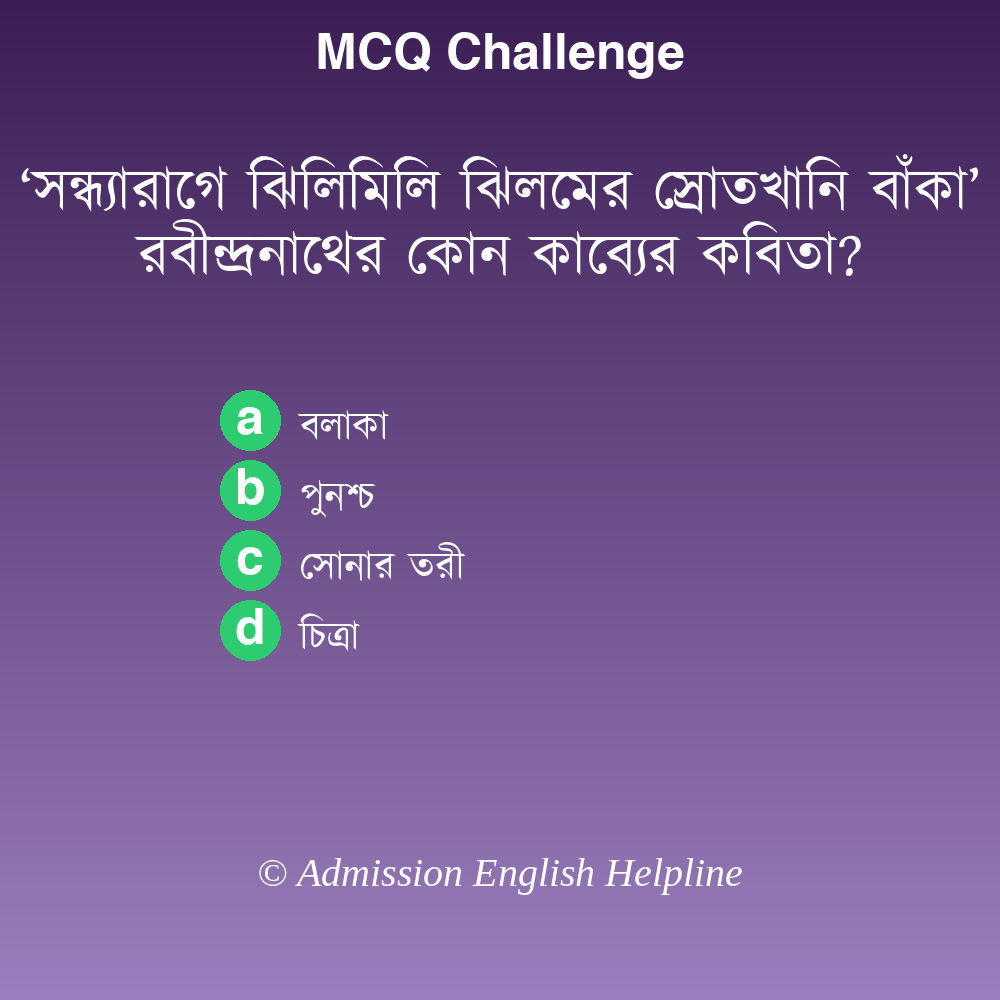 MCQ Challenge
‘সন্ধ্যারাগে ঝিলিমিলি ঝিলমের স্রোতখানি বাঁকা’
রবীন্দ্রনাথের কোন কাব্যের কবিতা?
a বলাকা
b পুনশ্চ
c সোনার তরী
d চিত্রা
© Admission English Helpline